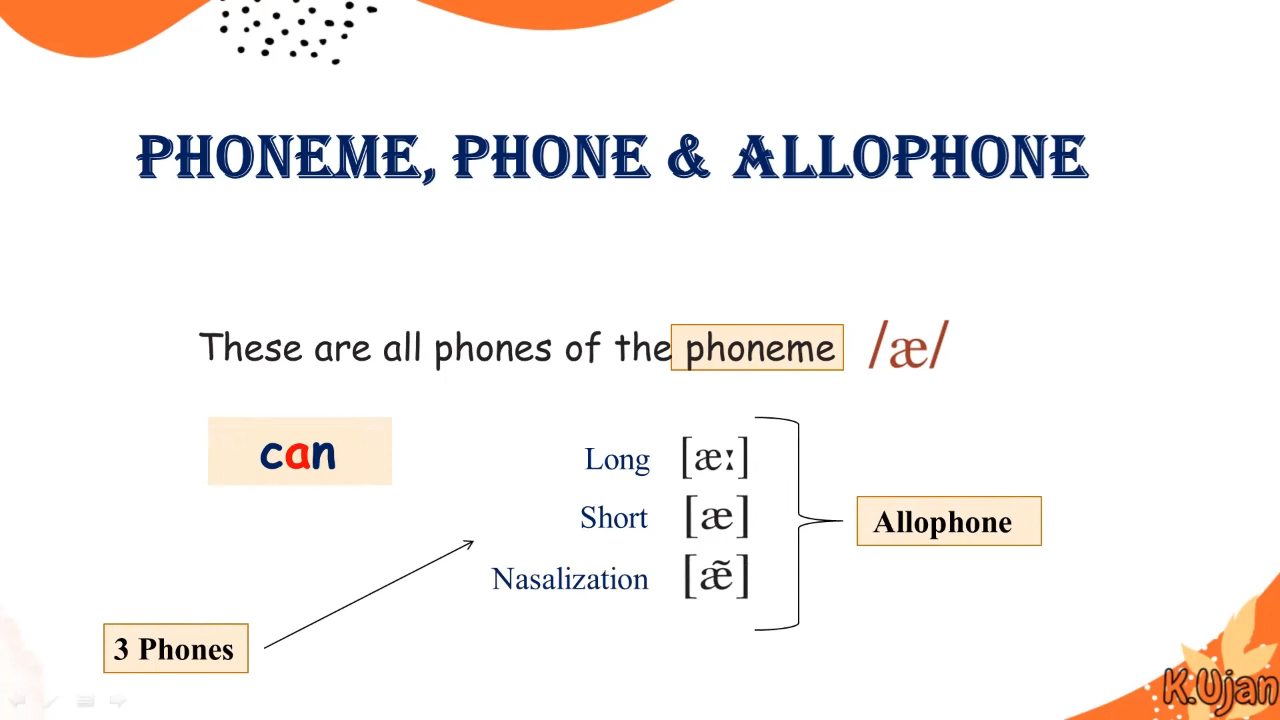 PHONEME, PHONE & ALLOPHONE
These are all phones of the phoneme /æ/
can
Long [æː]
Short [æ]
Nasalization [æ̃]
Allophone
3 Phones
K.Ujan